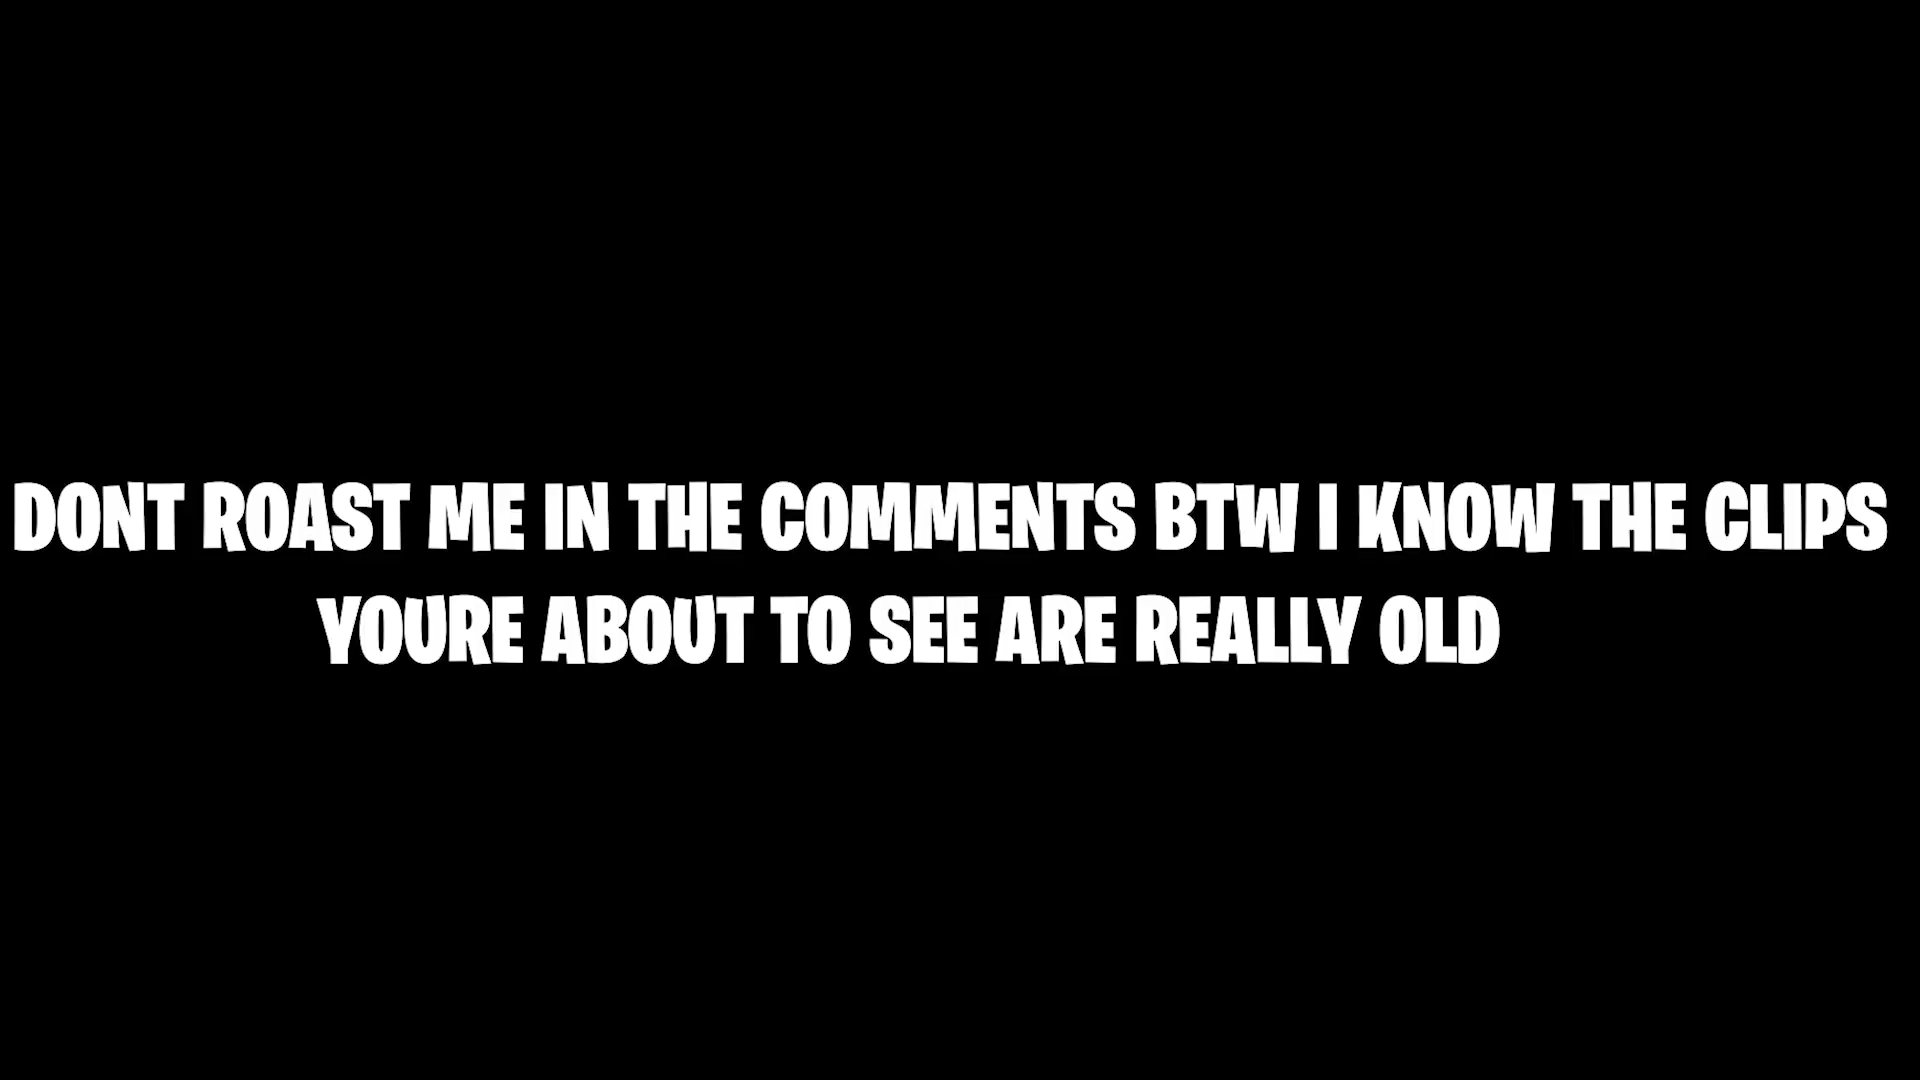 DONT ROAST ME IN THE COMMENTS BTW I KNOW THE CLIPS
YOURE ABOUT TO SEE ARE REALLY OLD